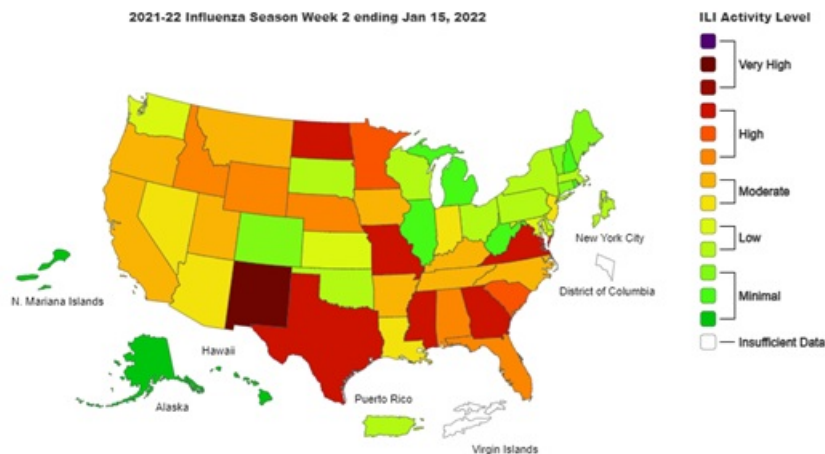 2021-22 Influenza Season Week 2 ending Jan 15, 2022
ILI Activity Level
Very High
High
Moderate
Low
Minimal
Insufficient Data
New York City
District of Columbia
N. Mariana Islands
Hawaii
Alaska
Puerto Rico
Virgin Islands